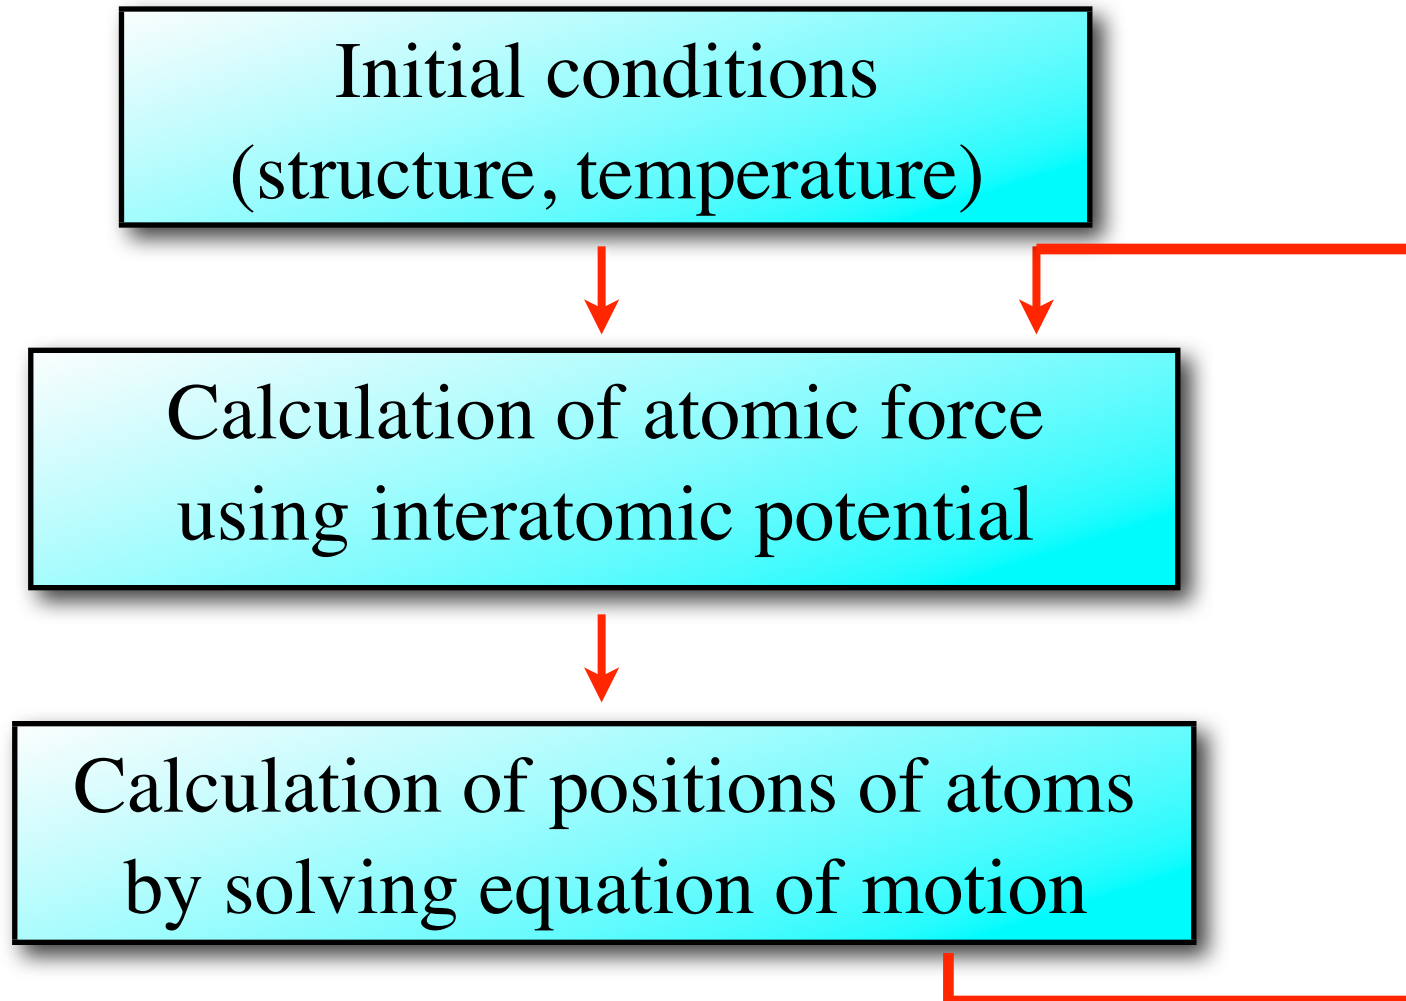 Initial conditions
(structure, temperature)
Calculation of atomic force
using interatomic potential
Calculation of positions of atoms
by solving equation of motion